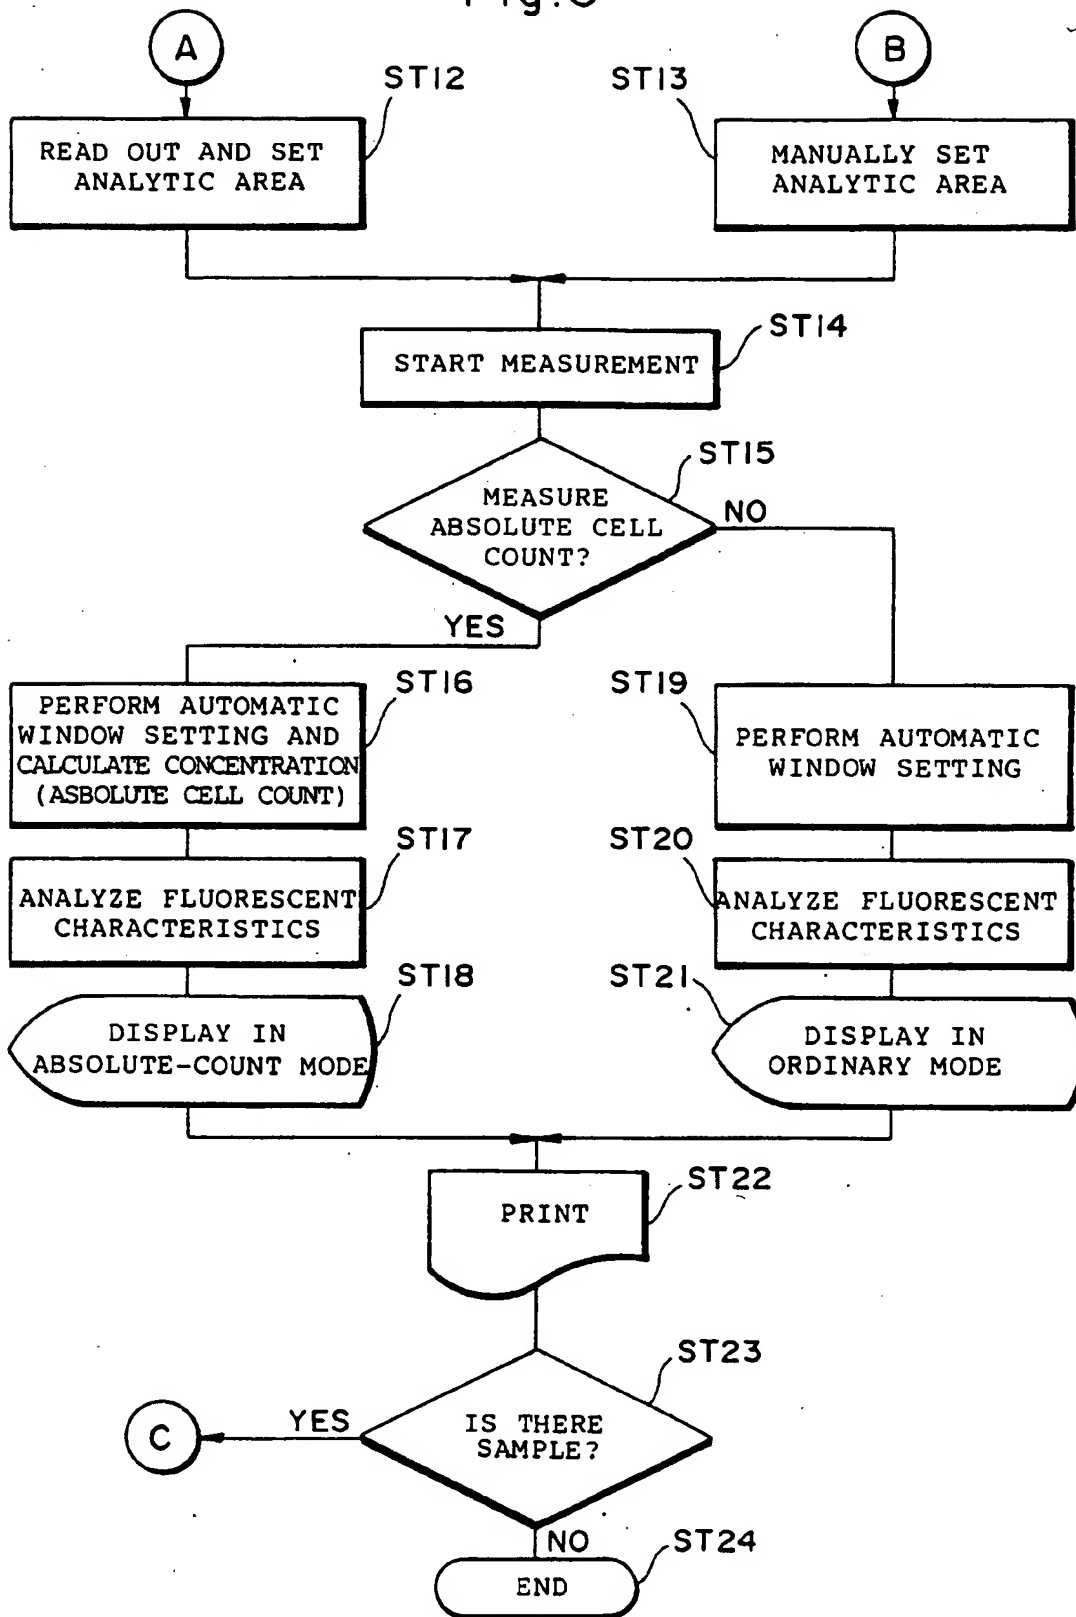 A
B
ST12
ST13
READ OUT AND SET
ANALYTIC AREA
MANUALLY SET
ANALYTIC AREA
ST14
START MEASUREMENT
ST15
MEASURE
ABSOLUTE CELL
COUNT?
NO
YES
ST16
PERFORM AUTOMATIC
WINDOW SETTING AND
CALCULATE CONCENTRATION
(ASBOLUTE CELL COUNT)
ST19
PERFORM AUTOMATIC
WINDOW SETTING
ST17
ANALYZE FLUORESCENT
CHARACTERISTICS
ST20
ANALYZE FLUORESCENT
CHARACTERISTICS
ST18
DISPLAY IN
ABSOLUTE-COUNT MODE
ST21
DISPLAY IN
ORDINARY MODE
ST22
PRINT
ST23
IS THERE
SAMPLE?
YES
C
NO
ST24
END